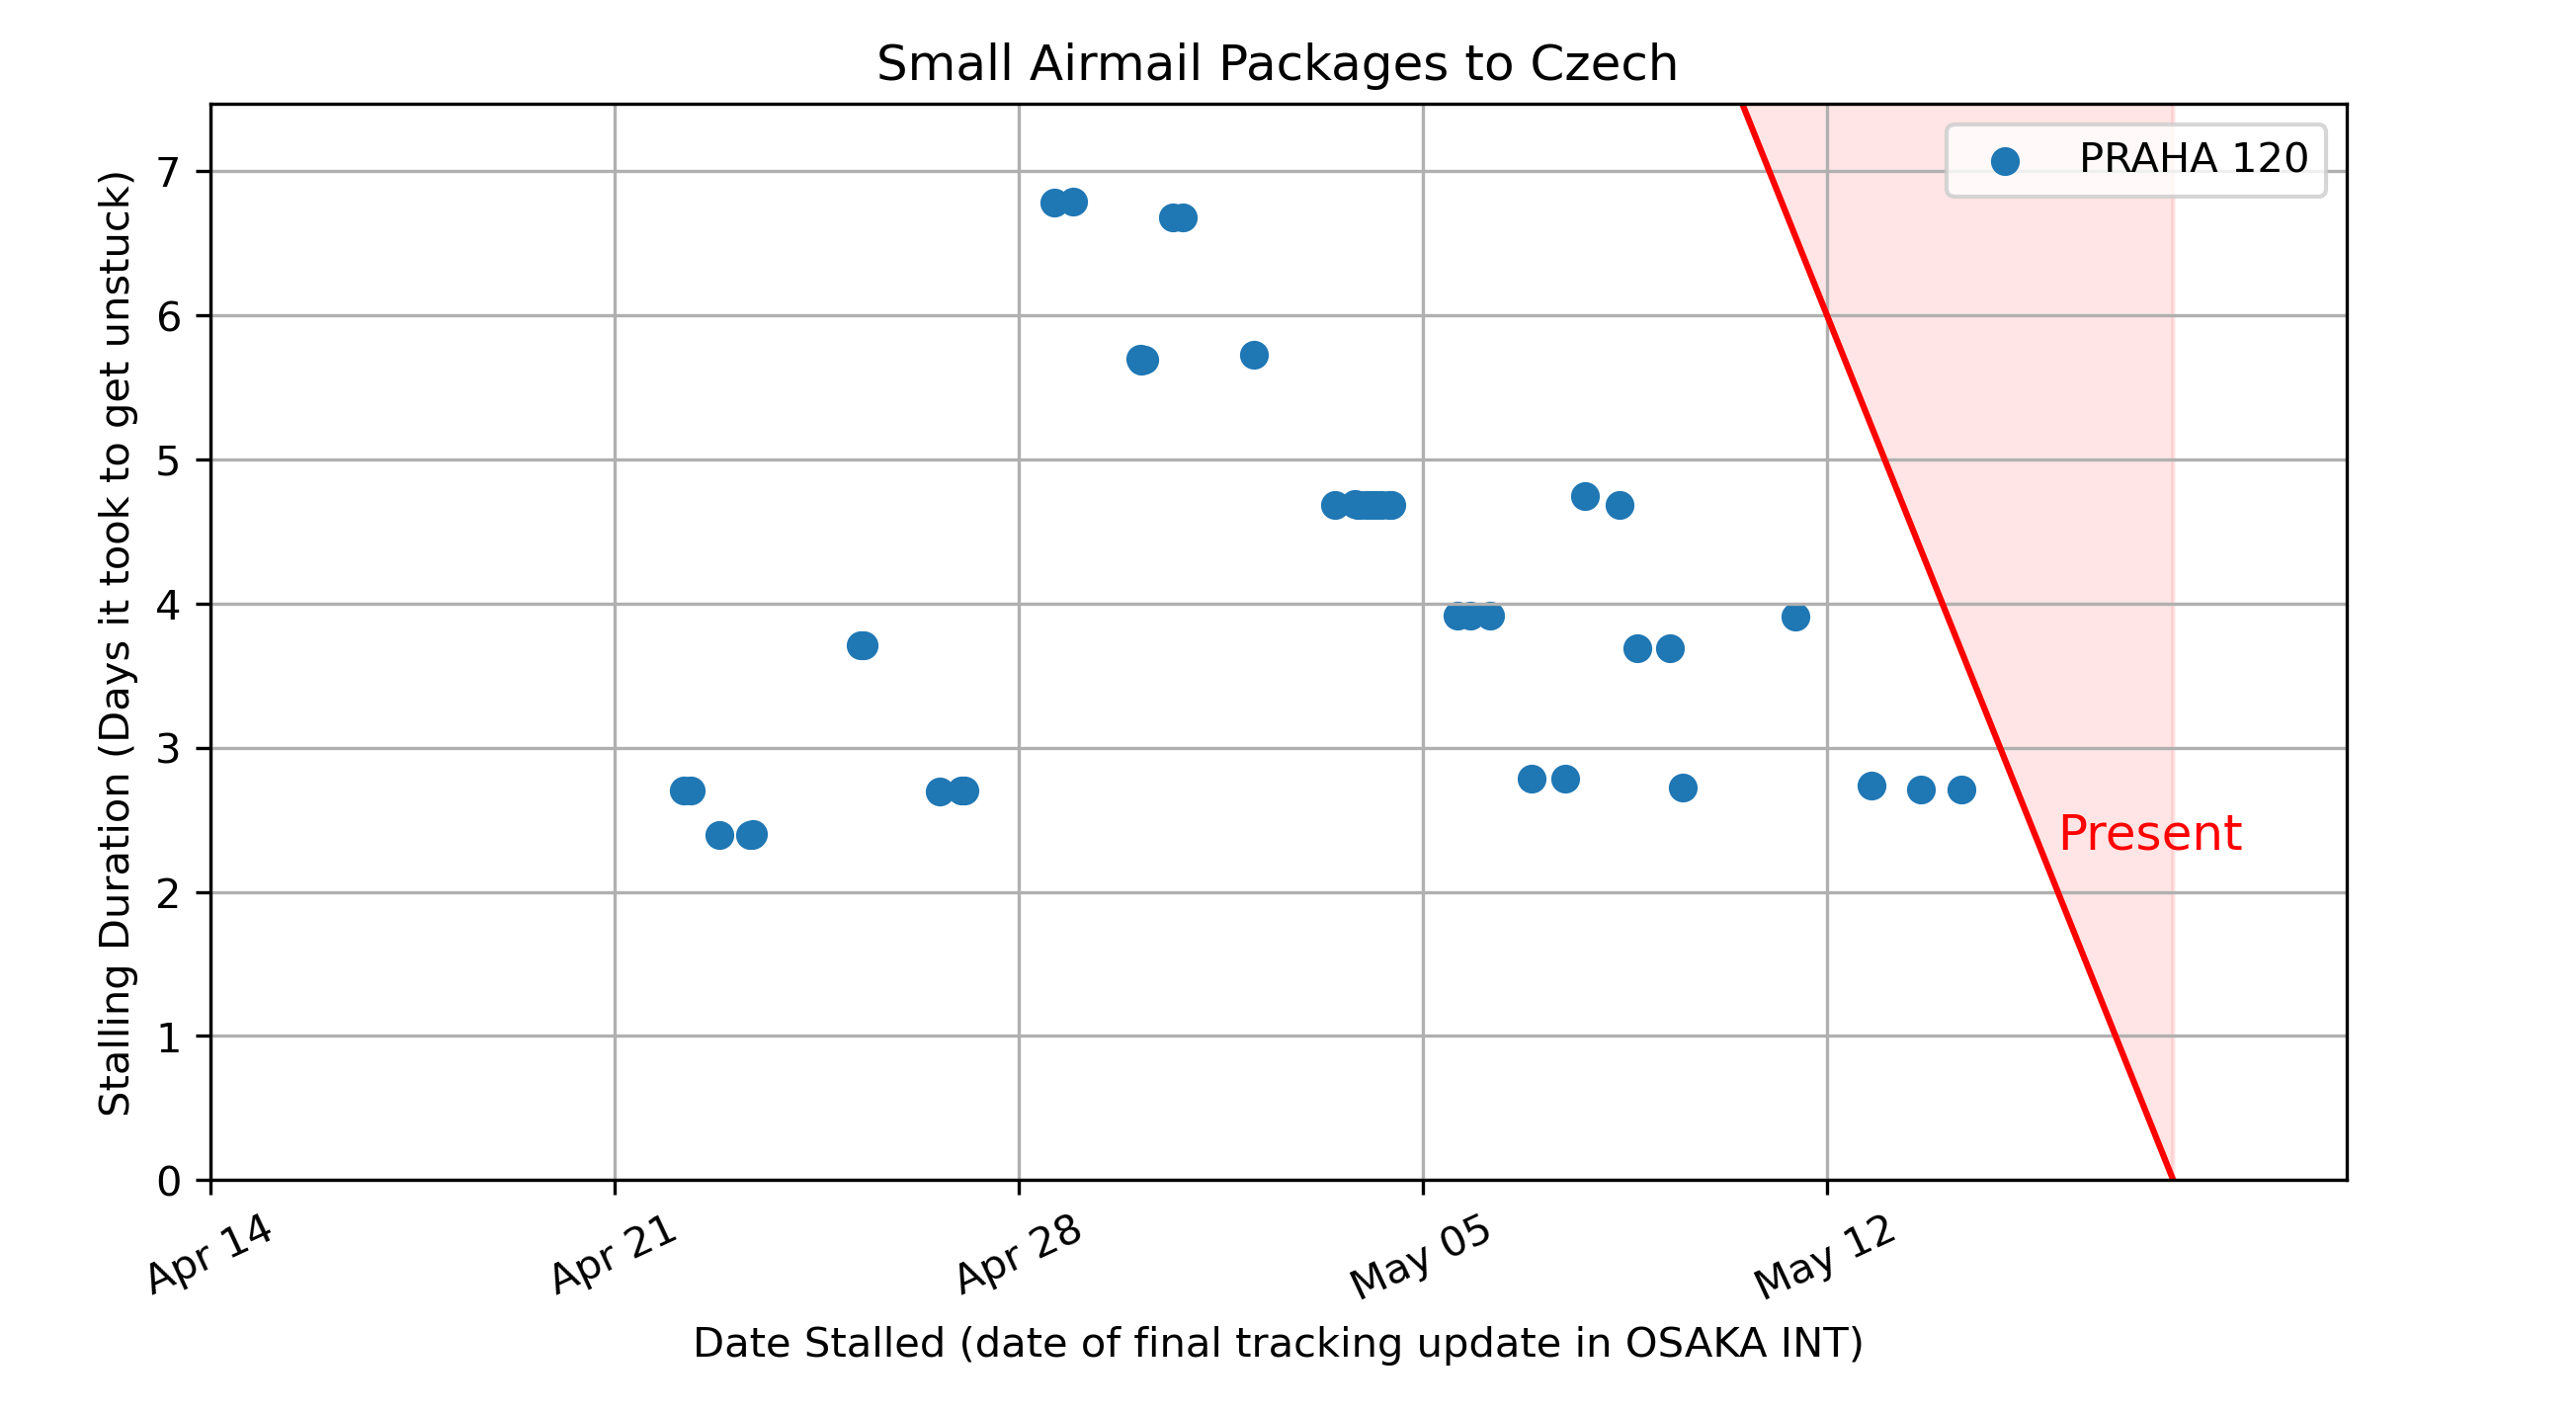 Small Airmail Packages to Czech
PRAHA 120
7
6
5
4
3
2
1
0
Stalling Duration (Days it took to get unstuck)
Present
Apr 14
Apr 21
Apr 28
May 05
May 12
Date Stalled (date of final tracking update in OSAKA INT)